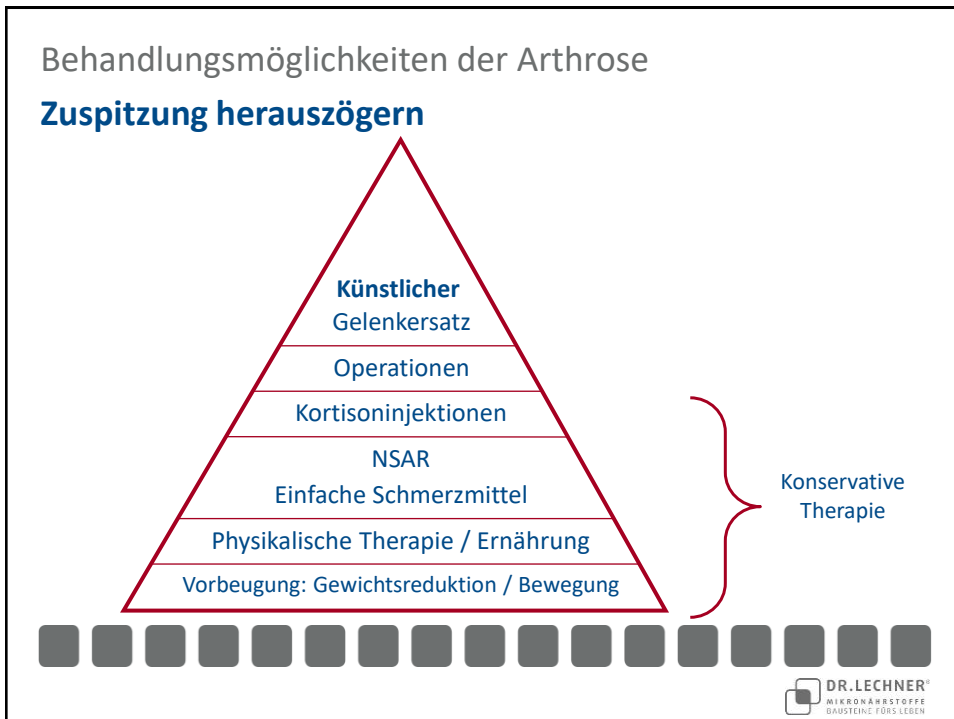 Behandlungsmöglichkeiten der Arthrose
Zuspitzung herauszögern
Künstlicher
Gelenkersatz
Operationen
Kortisoninjektionen
NSAR
Einfache Schmerzmittel
Physikalische Therapie / Ernährung
Vorbeugung: Gewichtsreduktion / Bewegung
Konservative
Therapie
DR.LECHNER®
MIKRONÄHRSTOFFE
BAUSTEINE FÜRS LEBEN